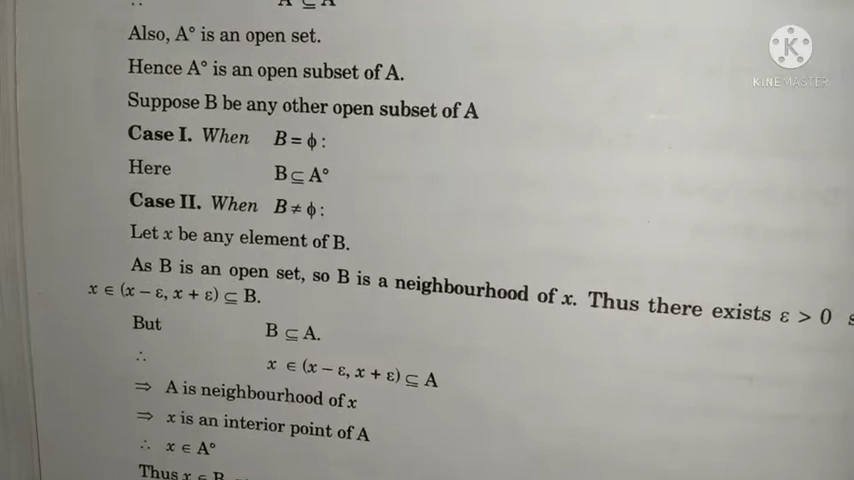 ∴ A° ⊆ A
Also, A° is an open set.
Hence A° is an open subset of A.
Suppose B be any other open subset of A
Case I. When B = ϕ :
Here B ⊆ A°
Case II. When B ≠ ϕ :
Let x be any element of B.
As B is an open set, so B is a neighbourhood of x. Thus there exists ε > 0
x ∈ (x – ε, x + ε) ⊆ B.
But B ⊆ A.
∴ x ∈ (x – ε, x + ε) ⊆ A
⇒ A is neighbourhood of x
⇒ x is an interior point of A
∴ x ∈ A°
Thus x ∈ B
K
KINEMASTER